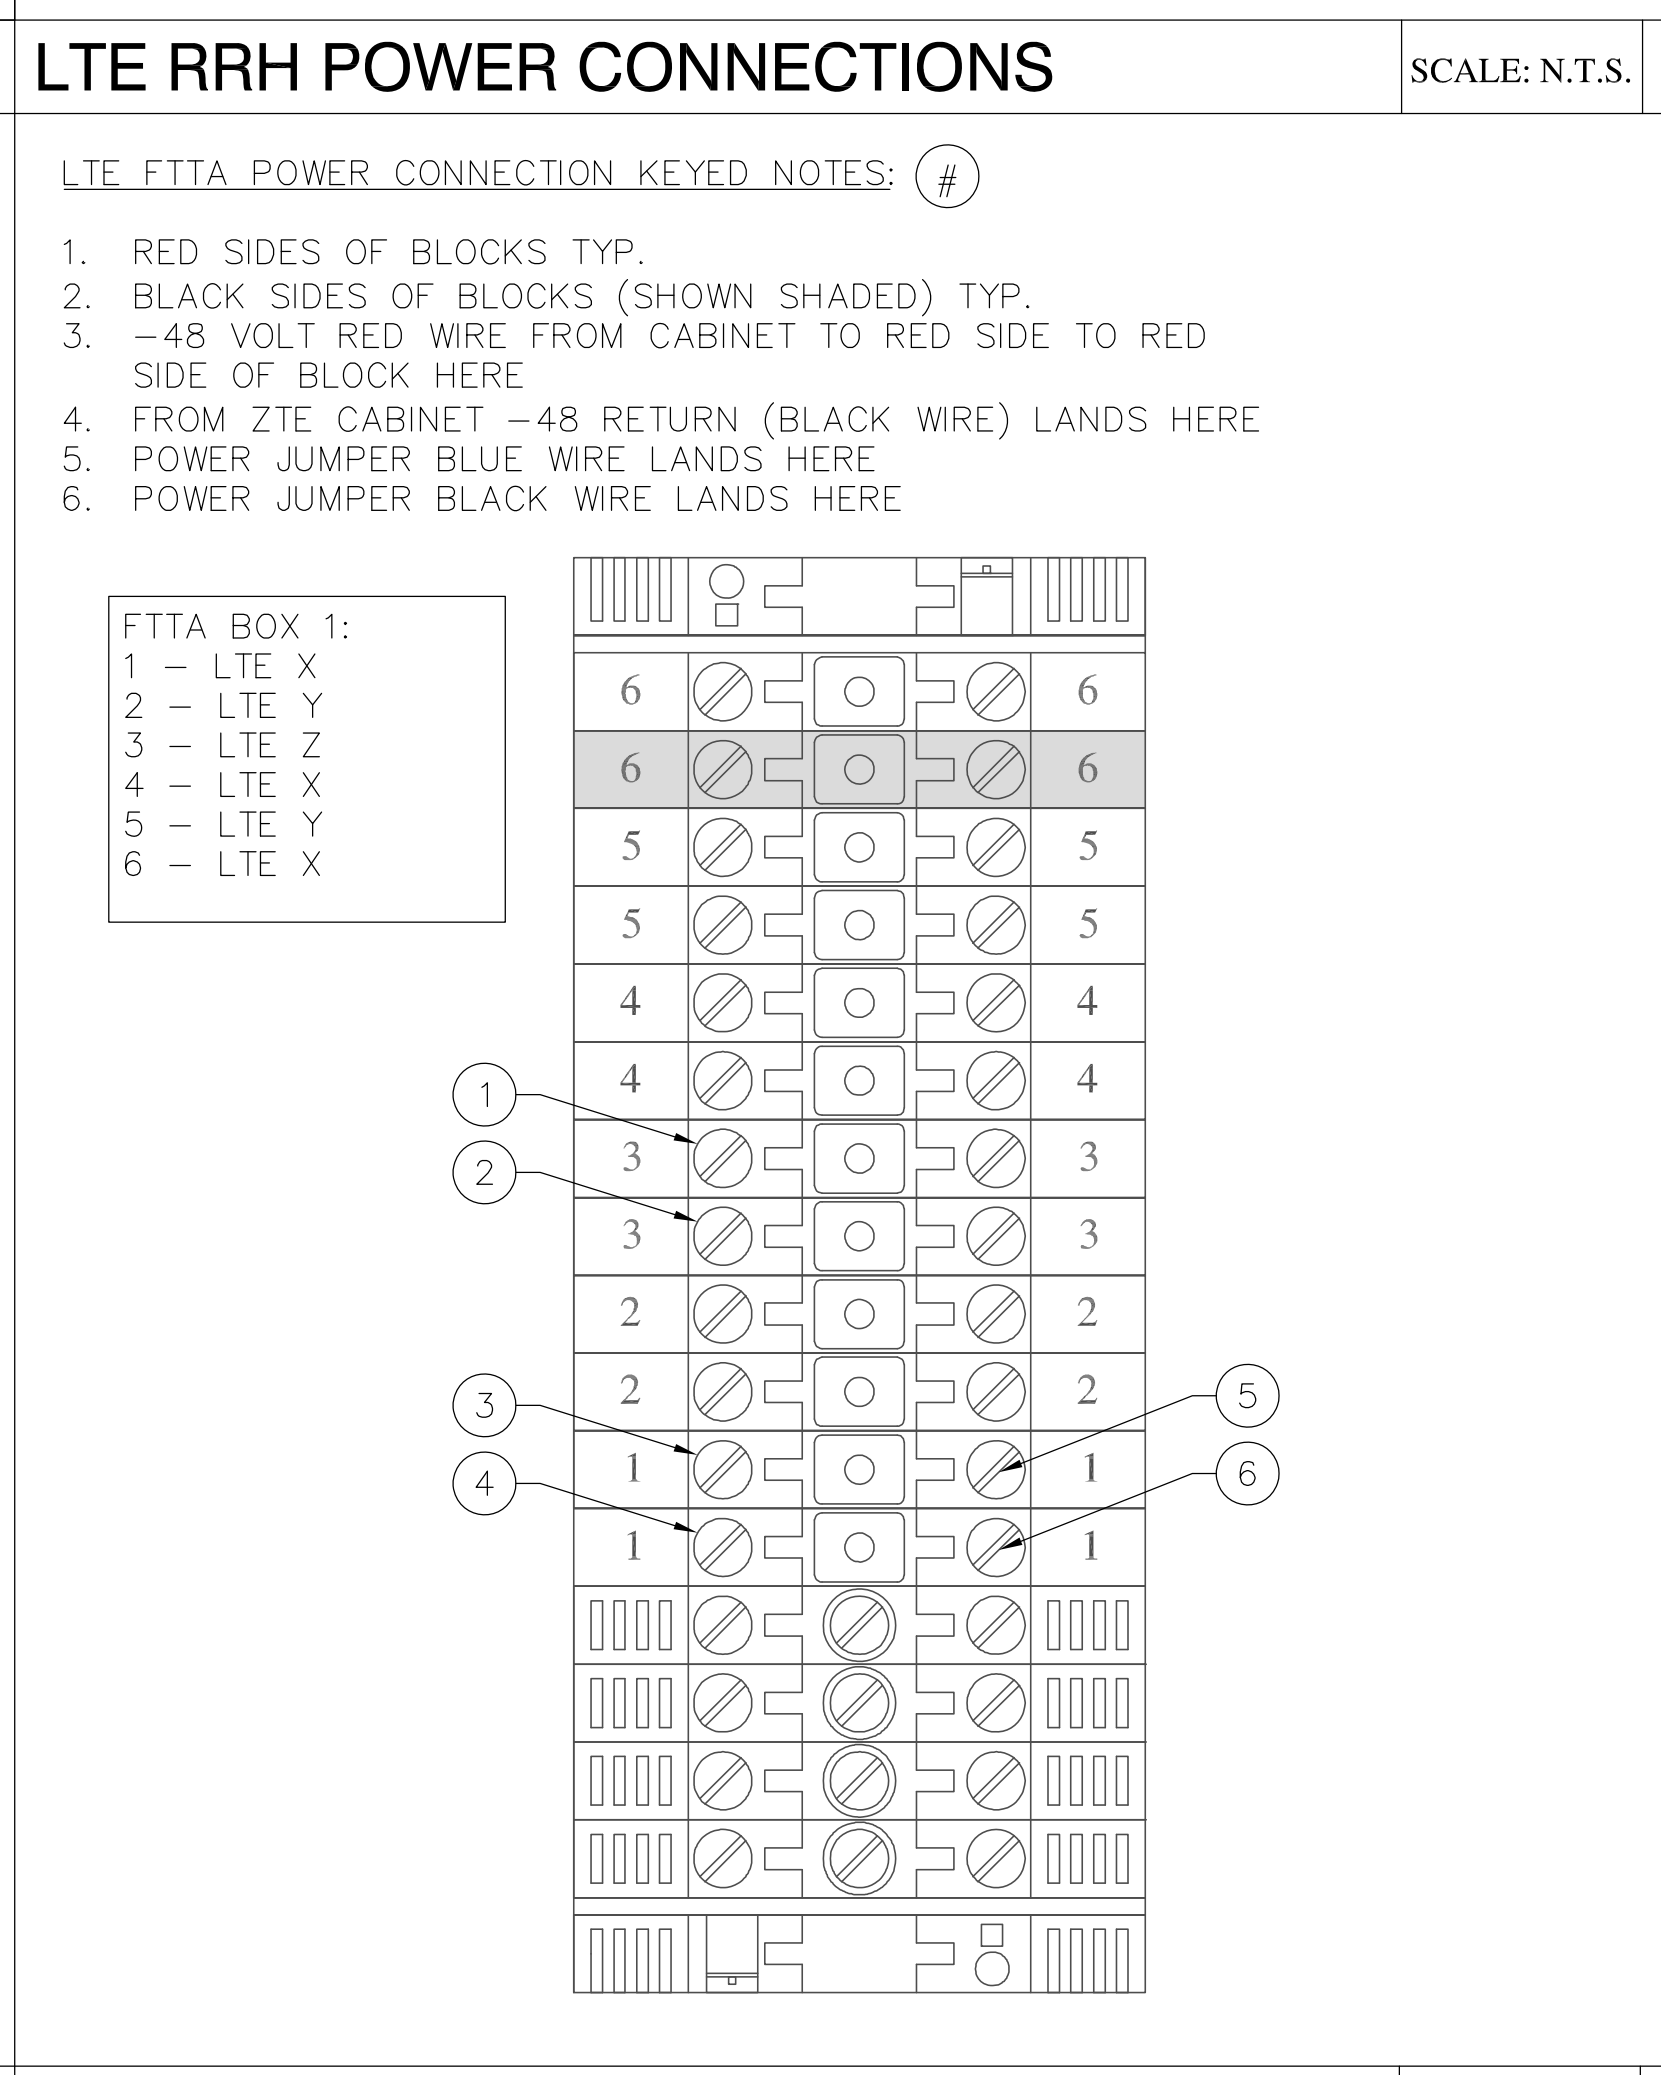 LTE RRH POWER CONNECTIONS
SCALE: N.T.S.
LTE FTTA POWER CONNECTION KEYED NOTES: #
1. RED SIDES OF BLOCKS TYP.
2. BLACK SIDES OF BLOCKS (SHOWN SHADED) TYP.
3. -48 VOLT RED WIRE FROM CABINET TO RED SIDE TO RED
SIDE OF BLOCK HERE
4. FROM ZTE CABINET -48 RETURN (BLACK WIRE) LANDS HERE
5. POWER JUMPER BLUE WIRE LANDS HERE
6. POWER JUMPER BLACK WIRE LANDS HERE
FTTA BOX 1:
1 - LTE X
2 - LTE Y
3 - LTE Z
4 - LTE X
5 - LTE Y
6 - LTE X
6 6
6 6
5 5
5 5
4 4
4 4
1
3 3
2
3 3
2 2
2 2
3 5
1 1
4 6
1 1